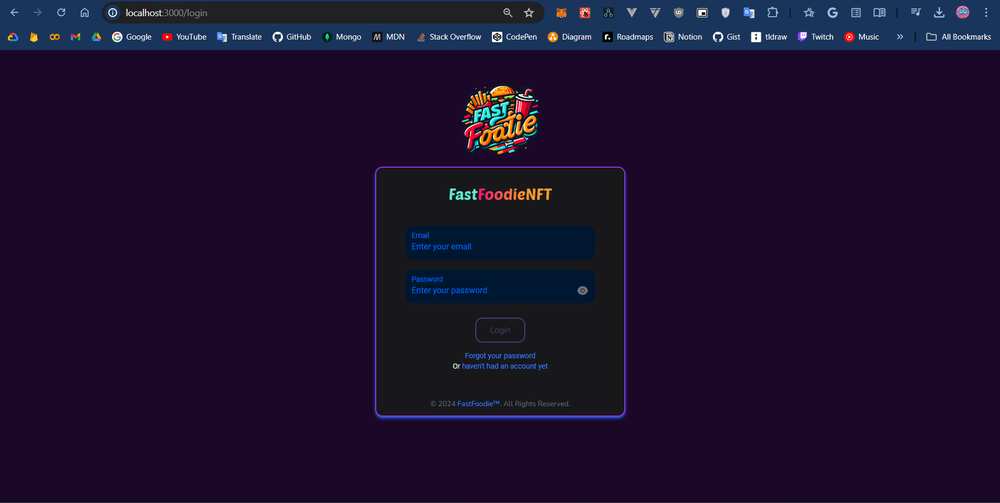 localhost:3000/login
Google YouTube Translate GitHub Mongo MDN Stack Overflow CodePen Diagram Roadmaps Notion Gist tldraw Twitch Music » All Bookmarks
FAST
Foodie
FastFoodieNFT
Email
Enter your email
Password
Enter your password
Login
Forgot your password
Or haven't had an account yet
© 2024 FastFoodie™. All Rights Reserved.